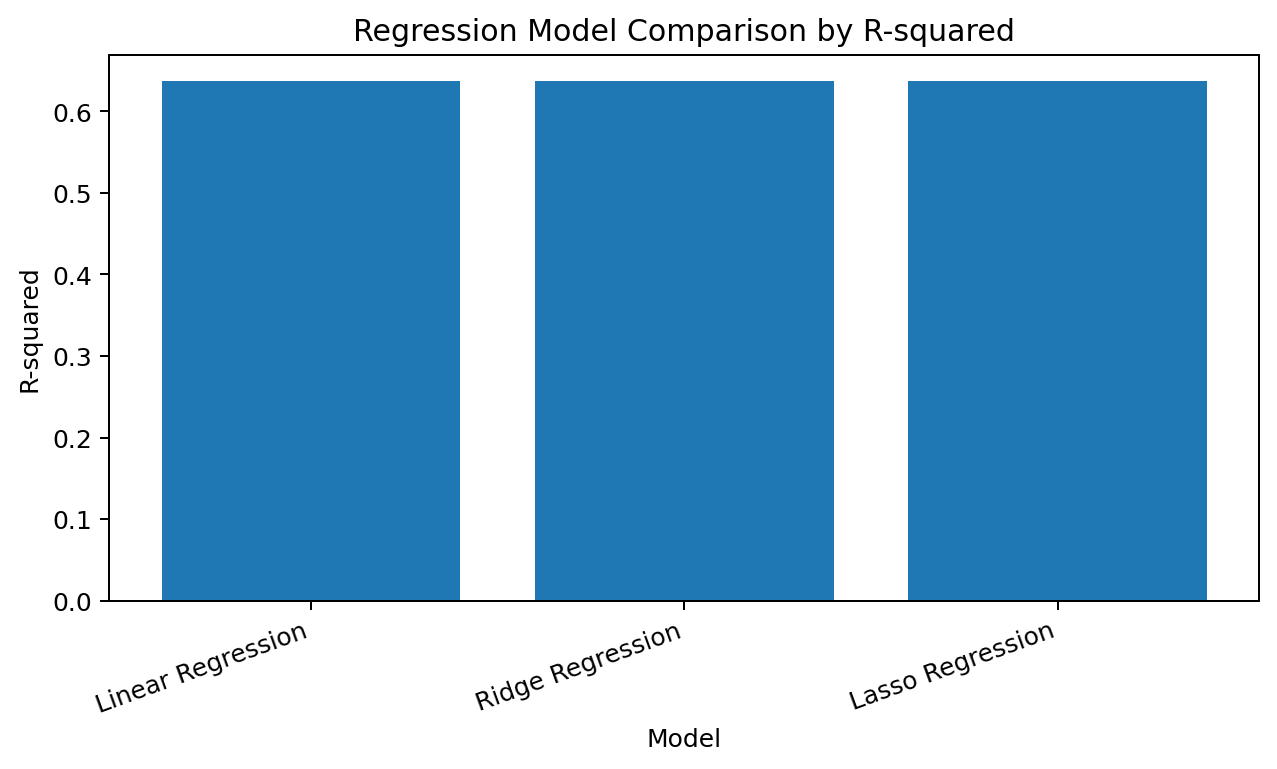 Regression Model Comparison by R-squared
R-squared
0.6
0.5
0.4
0.3
0.2
0.1
0.0
Linear Regression
Ridge Regression
Lasso Regression
Model